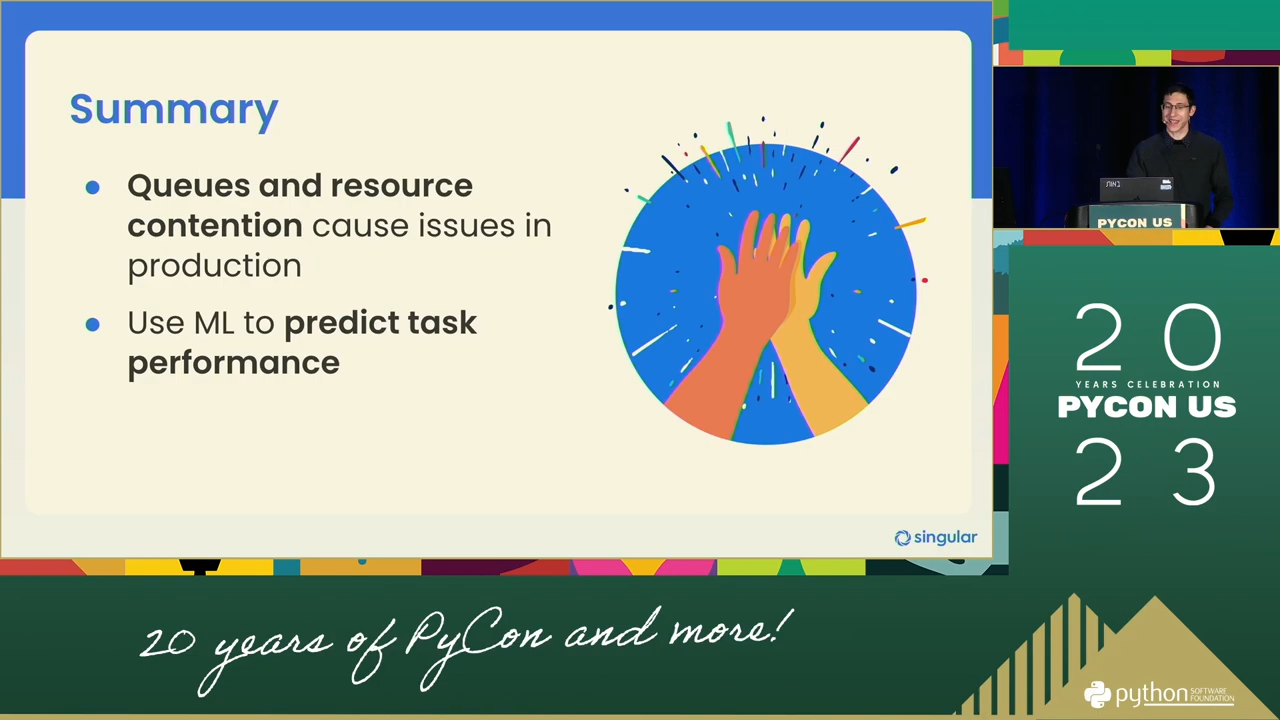 Summary
Queues and resource
contention cause issues in
production
Use ML to predict task
performance
singular
PYCON US
20
YEARS CELEBRATION
PYCON US
23
20 years of PyCon and more!
python SOFTWARE
FOUNDATION